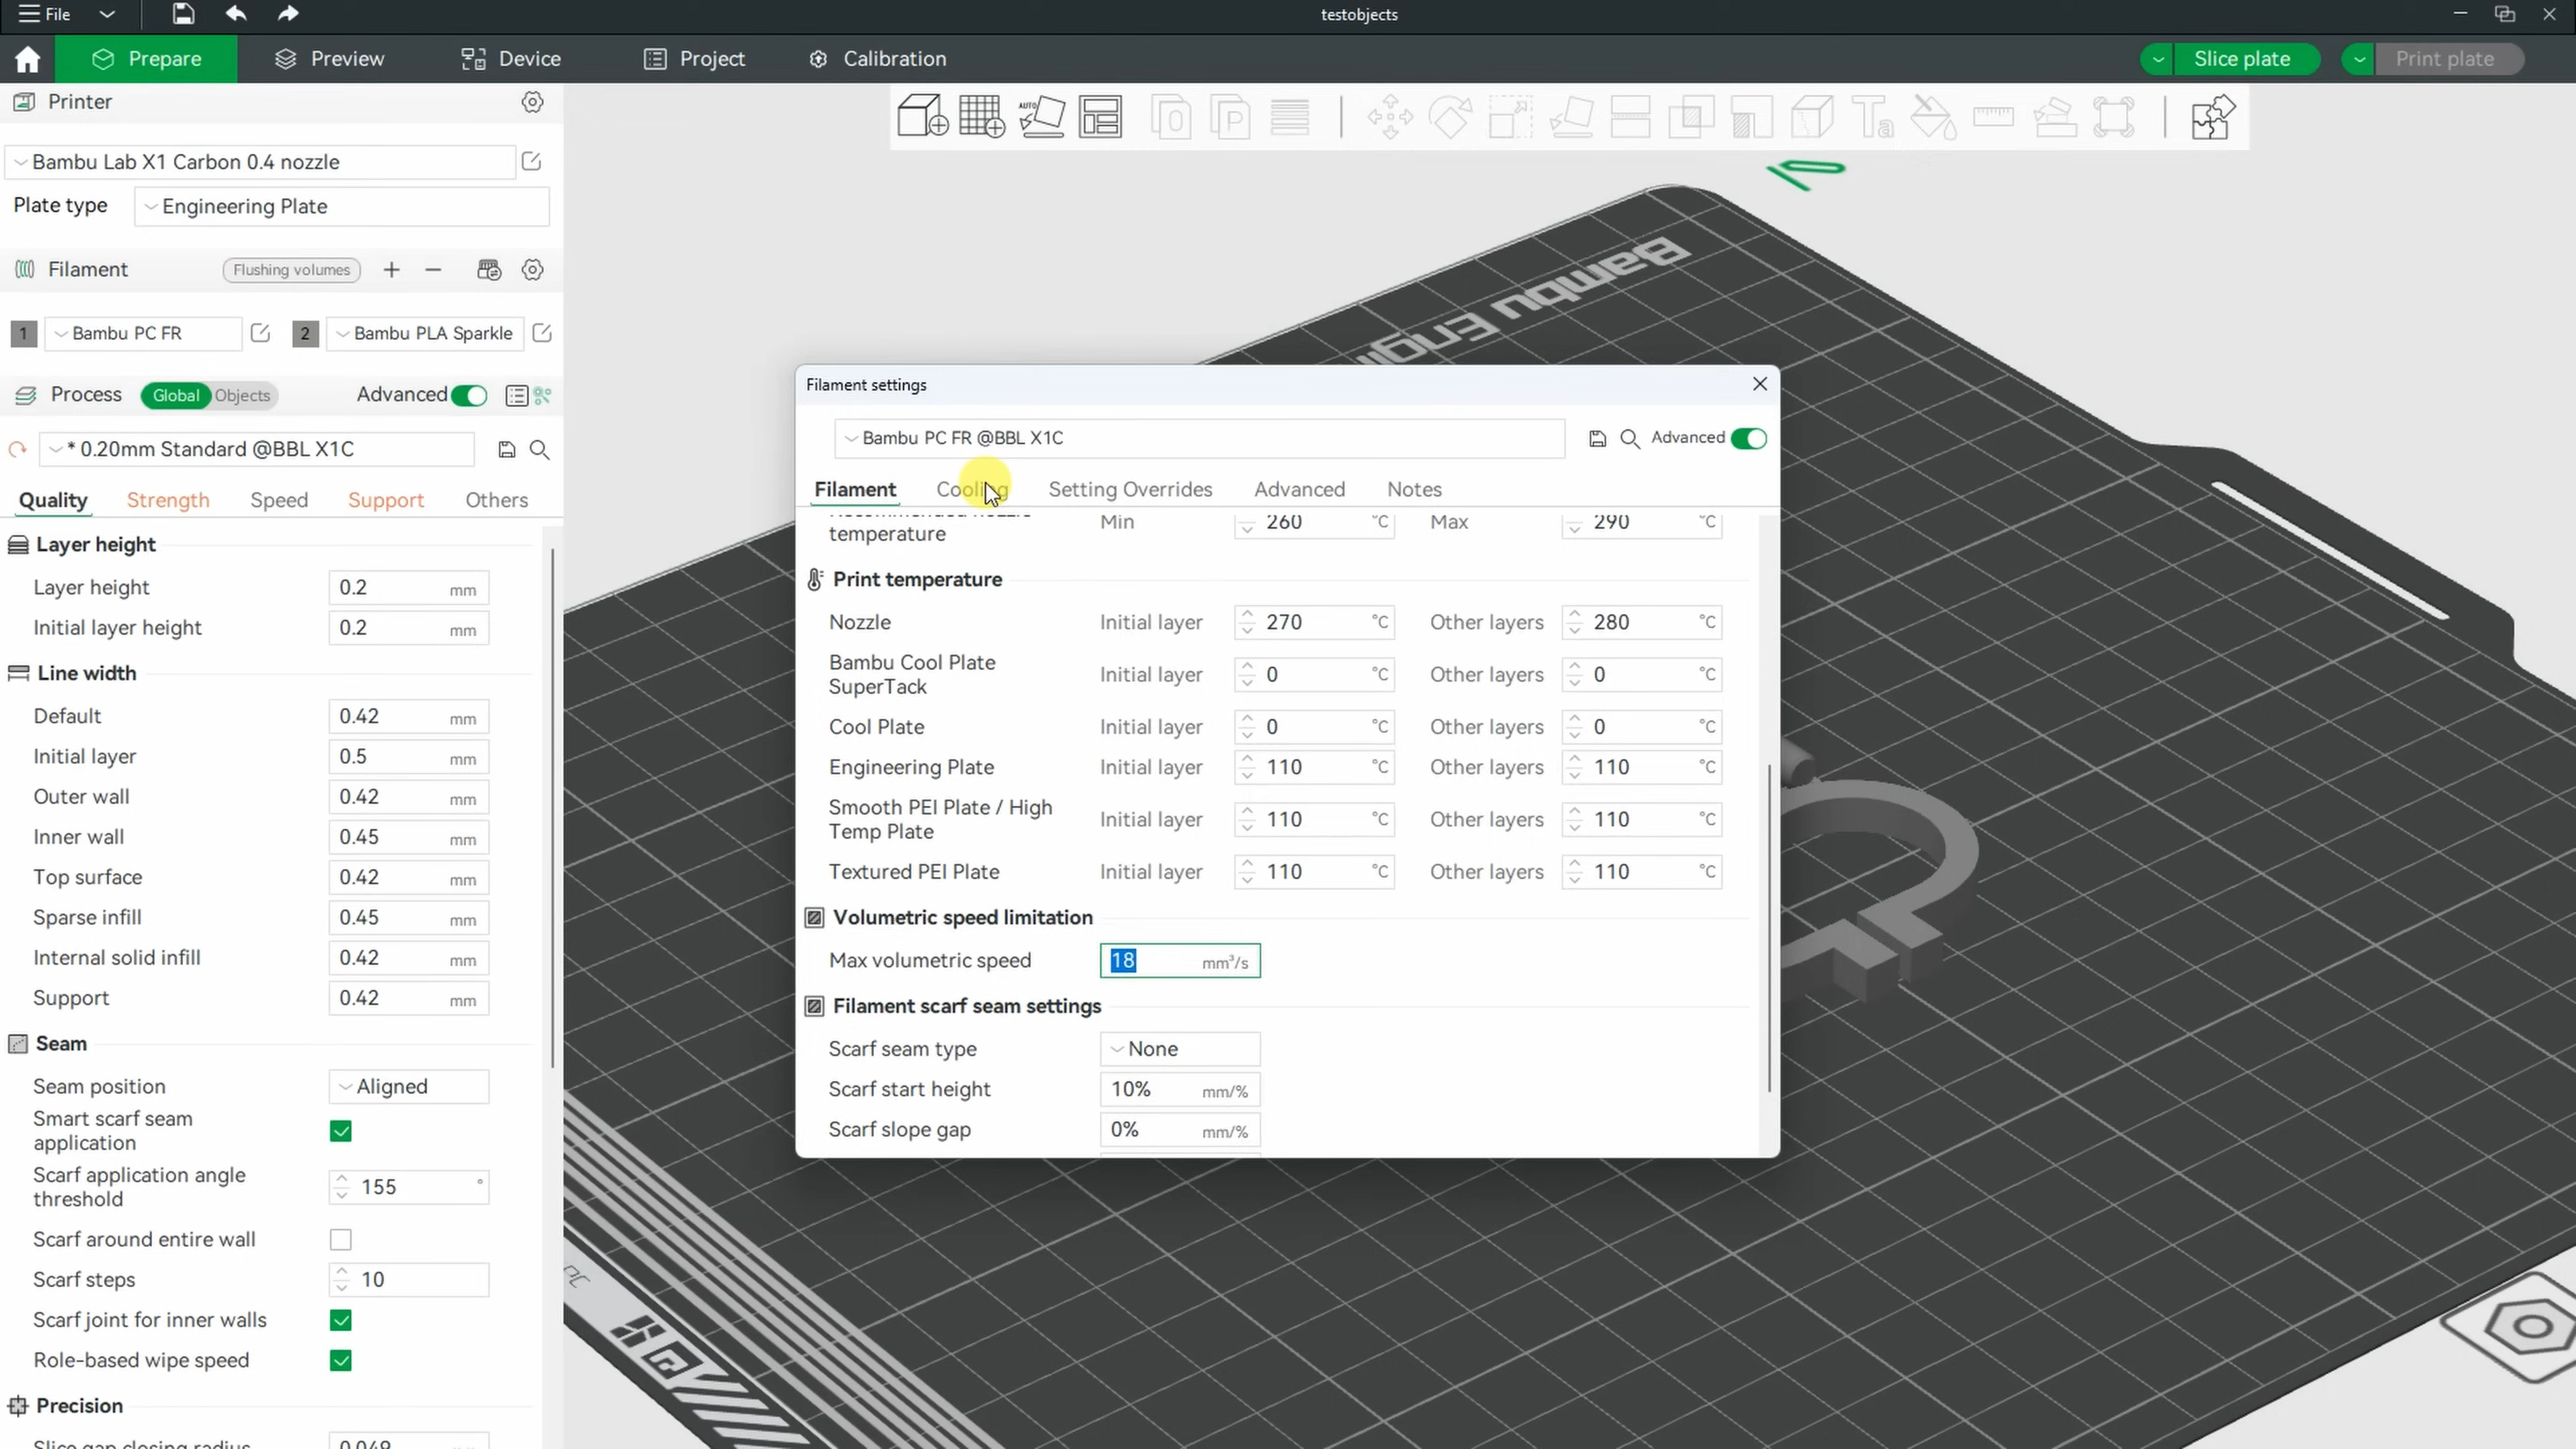 File
testobjects
Prepare
Preview
Device
Project
Calibration
Slice plate
Print plate
Printer
Bambu Lab X1 Carbon 0.4 nozzle
Plate type
Engineering Plate
Filament
Flushing volumes
1
Bambu PC FR
2
Bambu PLA Sparkle
Process
Global
Objects
Advanced
* 0.20mm Standard @BBL X1C
Quality
Strength
Speed
Support
Others
Layer height
Layer height 0.2 mm
Initial layer height 0.2 mm
Line width
Default 0.42 mm
Initial layer 0.5 mm
Outer wall 0.42 mm
Inner wall 0.45 mm
Top surface 0.42 mm
Sparse infill 0.45 mm
Internal solid infill 0.42 mm
Support 0.42 mm
Seam
Seam position Aligned
Smart scarf seam
application
Scarf application angle
threshold 155 °
Scarf around entire wall
Scarf steps 10
Scarf joint for inner walls
Role-based wipe speed
Precision
Slice gap closing radius 0.049
AUTO
Bambu Engi
PC
Filament settings
Bambu PC FR @BBL X1C
Advanced
Filament
Cooling
Setting Overrides
Advanced
Notes
Recommended nozzle
temperature Min 260 °C Max 290 °C
Print temperature
Nozzle Initial layer 270 °C Other layers 280 °C
Bambu Cool Plate
SuperTack Initial layer 0 °C Other layers 0 °C
Cool Plate Initial layer 0 °C Other layers 0 °C
Engineering Plate Initial layer 110 °C Other layers 110 °C
Smooth PEI Plate / High
Temp Plate Initial layer 110 °C Other layers 110 °C
Textured PEI Plate Initial layer 110 °C Other layers 110 °C
Volumetric speed limitation
Max volumetric speed 18 mm³/s
Filament scarf seam settings
Scarf seam type None
Scarf start height 10% mm/%
Scarf slope gap 0% mm/%